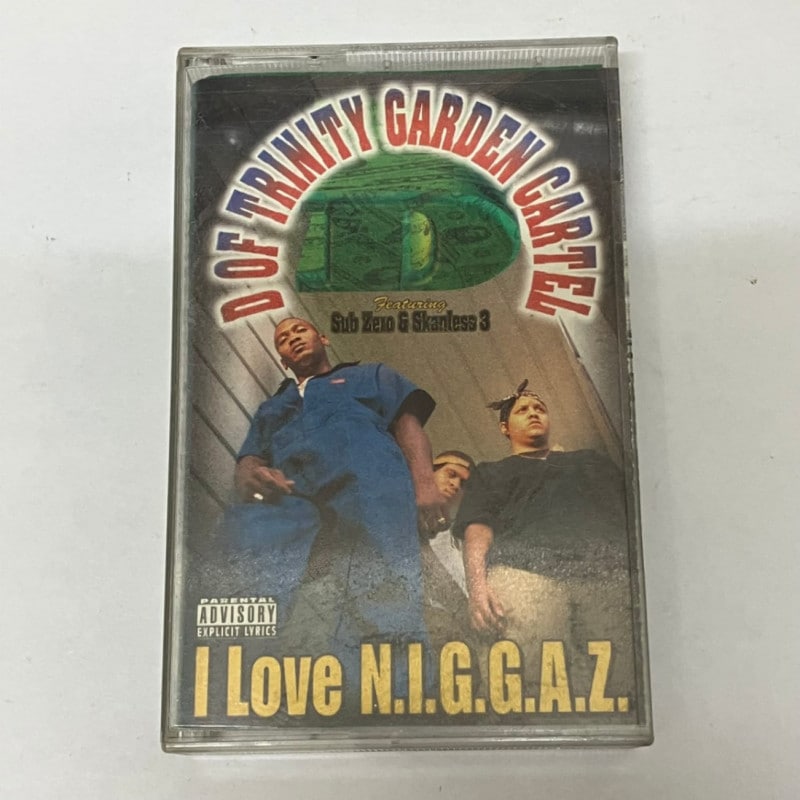 D OF TRINITY GARDEN CARTEL
D
Featuring
Sub Zero & Skanless 3
PARENTAL
ADVISORY
EXPLICIT LYRICS
I Love N.I.G.G.A.Z.